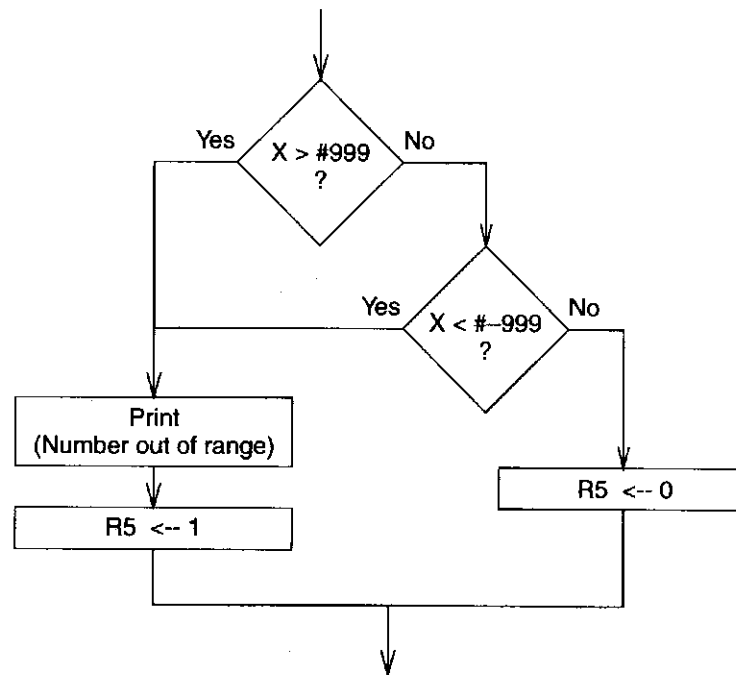 Yes
X > #999
?
No
Yes
X < #–999
?
No
Print
(Number out of range)
R5 <-- 1
R5 <-- 0